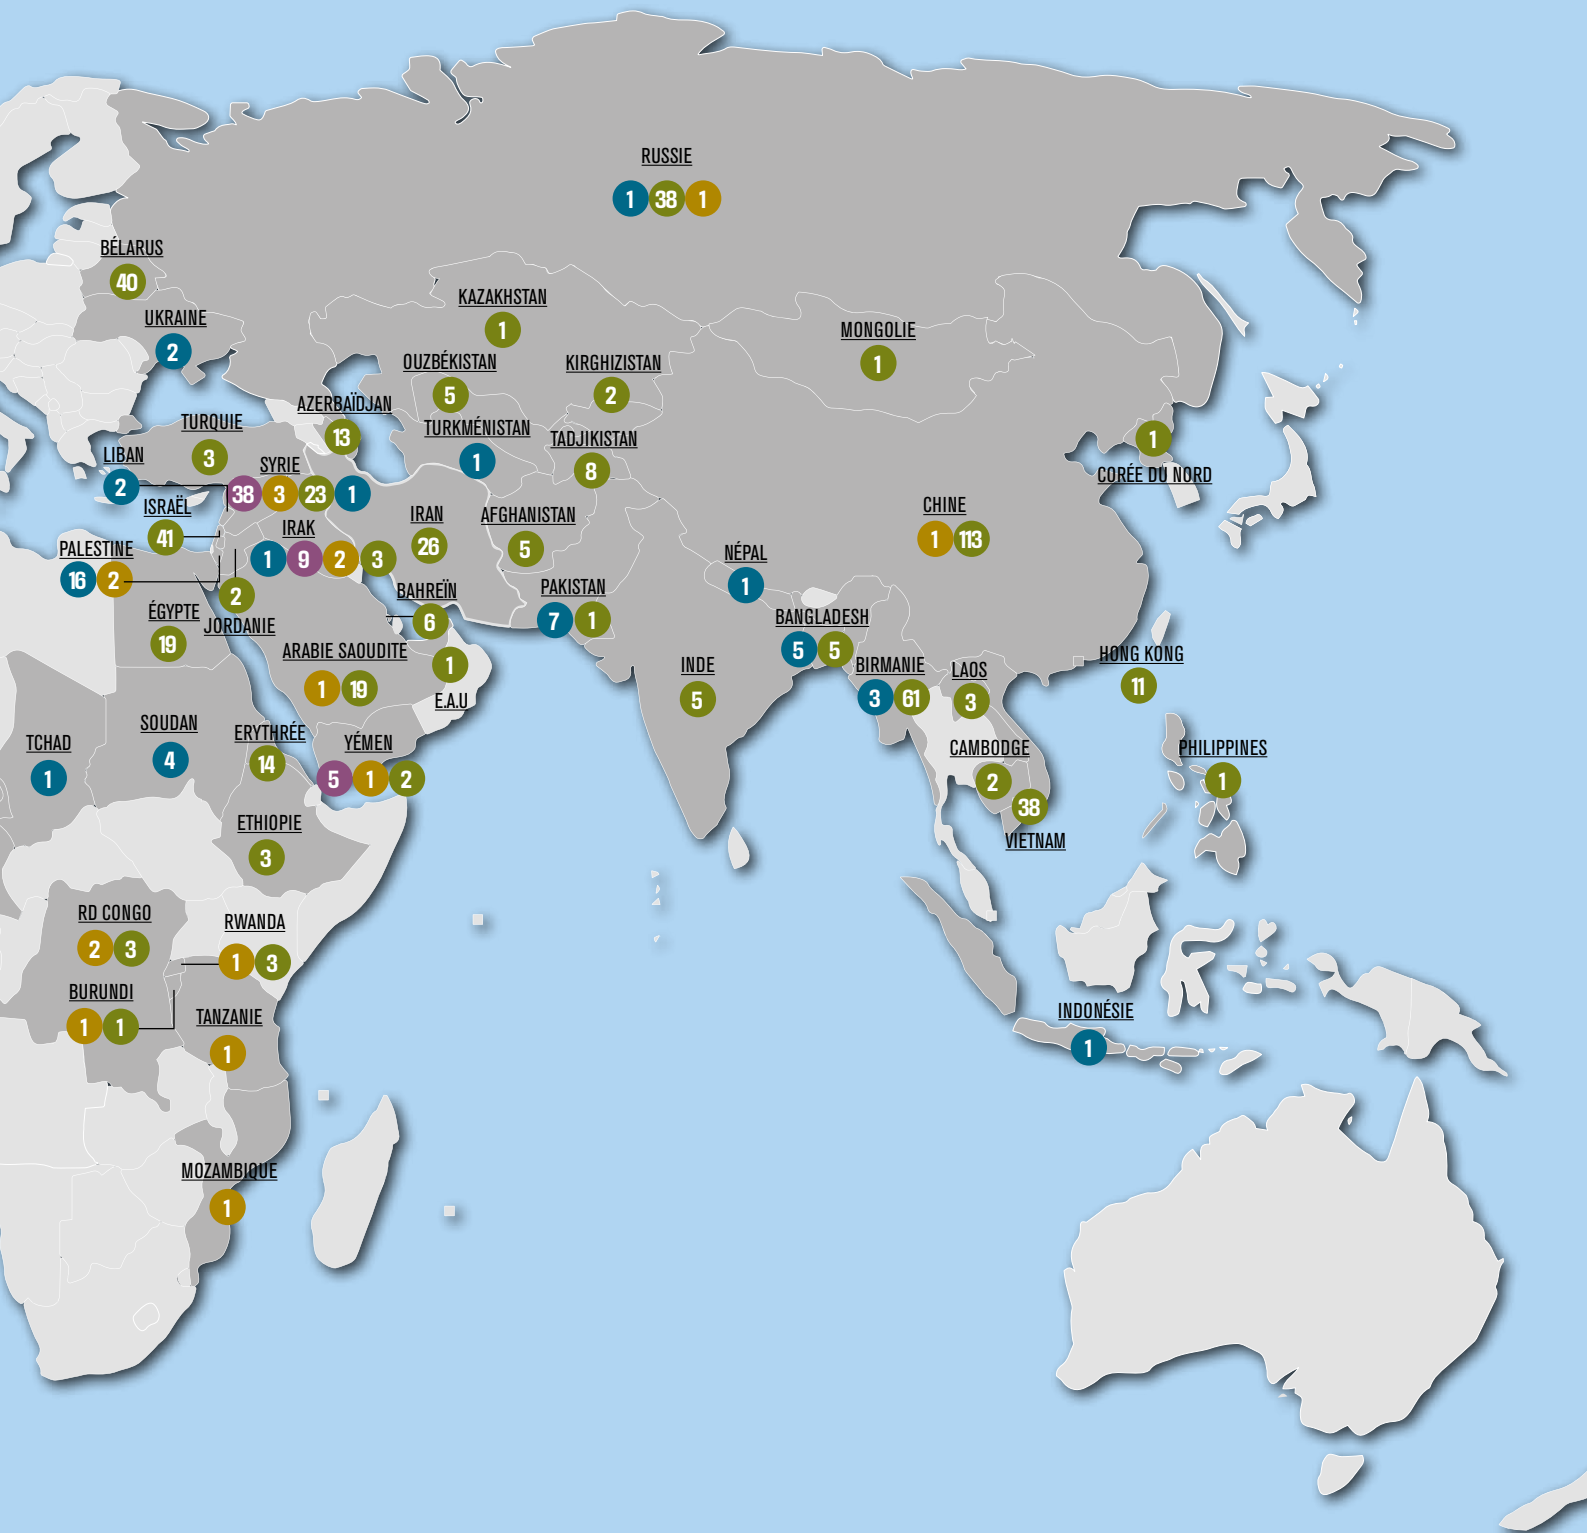 RUSSIE
1 38 1
BÉLARUS
40
UKRAINE
2
KAZAKHSTAN
1
MONGOLIE
1
OUZBÉKISTAN
5
KIRGHIZISTAN
2
AZERBAÏDJAN
13
TURQUIE
3
TURKMÉNISTAN
1
TADJIKISTAN
8
1
CORÉE DU NORD
LIBAN
2
SYRIE
38 3 23 1
ISRAËL
41
IRAK
1 9 2 3
IRAN
26
AFGHANISTAN
5
CHINE
1 113
PALESTINE
16 2
NÉPAL
1
2
JORDANIE
BAHREÏN
6
PAKISTAN
7 1
ÉGYPTE
19
BANGLADESH
5 5
ARABIE SAOUDITE
1 19
1
E.A.U
INDE
5
BIRMANIE
3 61
LAOS
3
HONG KONG
11
TCHAD
1
SOUDAN
4
ERYTHRÉE
14
YÉMEN
5 1 2
CAMBODGE
2
38
VIETNAM
PHILIPPINES
1
ETHIOPIE
3
RD CONGO
2 3
RWANDA
1 3
BURUNDI
1 1
TANZANIE
1
INDONÉSIE
1
MOZAMBIQUE
1